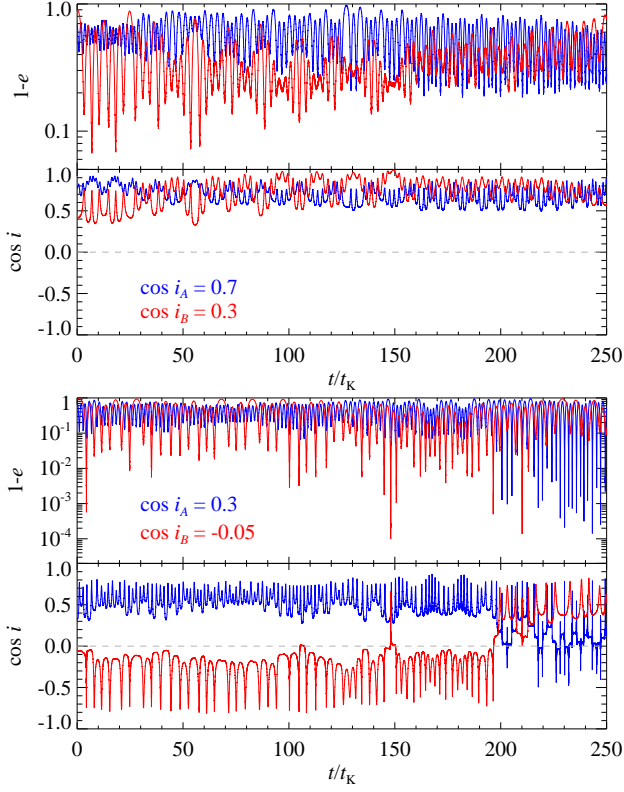 1.0
1-e
0.1
1.0
0.5
cos i
0.0
-0.5
-1.0
cos i_A = 0.7
cos i_B = 0.3
0 50 100 150 200 250
t/t_K
1
10^-1
1-e
10^-2
10^-3
10^-4
cos i_A = 0.3
cos i_B = -0.05
1.0
0.5
cos i
0.0
-0.5
-1.0
0 50 100 150 200 250
t/t_K